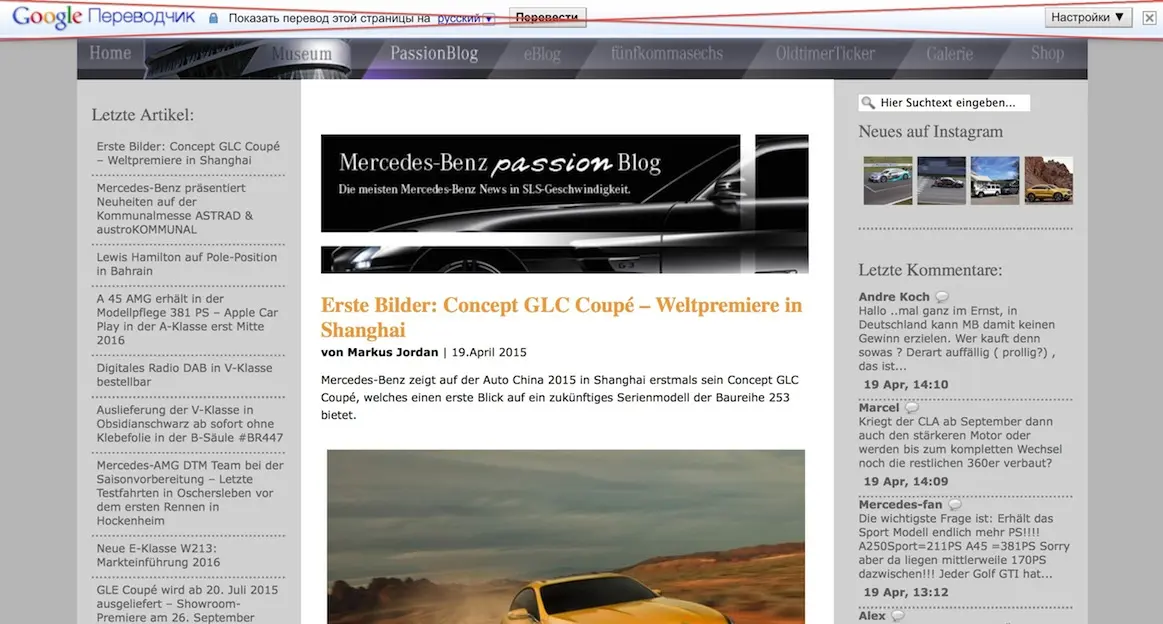 Google Переводчик Показать перевод этой страницы на русский ▼ Перевести Настройки ▼
Home Museum PassionBlog eBlog fünfkommasechs OldtimerTicker Galerie Shop
Letzte Artikel:
Erste Bilder: Concept GLC Coupé
– Weltpremiere in Shanghai
Mercedes-Benz präsentiert
Neuheiten auf der
Kommunalmesse ASTRAD &
austroKOMMUNAL
Lewis Hamilton auf Pole-Position
in Bahrain
A 45 AMG erhält in der
Modellpflege 381 PS – Apple Car
Play in der A-Klasse erst Mitte
2016
Digitales Radio DAB in V-Klasse
bestellbar
Auslieferung der V-Klasse in
Obsidianschwarz ab sofort ohne
Klebefolie in der B-Säule #BR447
Mercedes-AMG DTM Team bei der
Saisonvorbereitung – Letzte
Testfahrten in Oschersleben vor
dem ersten Rennen in
Hockenheim
Neue E-Klasse W213:
Markteinführung 2016
GLE Coupé wird ab 20. Juli 2015
ausgeliefert – Showroom-
Premiere am 26. September
Mercedes-Benz passion Blog
Die meisten Mercedes-Benz News in SLS-Geschwindigkeit.
Erste Bilder: Concept GLC Coupé – Weltpremiere in
Shanghai
von Markus Jordan | 19.April 2015
Mercedes-Benz zeigt auf der Auto China 2015 in Shanghai erstmals sein Concept GLC
Coupé, welches einen erste Blick auf ein zukünftiges Serienmodell der Baureihe 253
bietet.
Hier Suchtext eingeben...
Neues auf Instagram
Letzte Kommentare:
Andre Koch
Hallo ..mal ganz im Ernst, in
Deutschland kann MB damit keinen
Gewinn erzielen. Wer kauft denn
sowas ? Derart auffällig ( prollig?) ,
das ist...
19 Apr, 14:10
Marcel
Kriegt der CLA ab September dann
auch den stärkeren Motor oder
werden bis zum kompletten Wechsel
noch die restlichen 360er verbaut?
19 Apr, 14:09
Mercedes-fan
Die wichtigste Frage ist: Erhält das
Sport Modell endlich mehr PS!!!!
A250Sport=211PS A45 =381PS Sorry
aber da liegen mittlerweile 170PS
dazwischen!!! Jeder Golf GTI hat...
19 Apr, 13:12
Alex